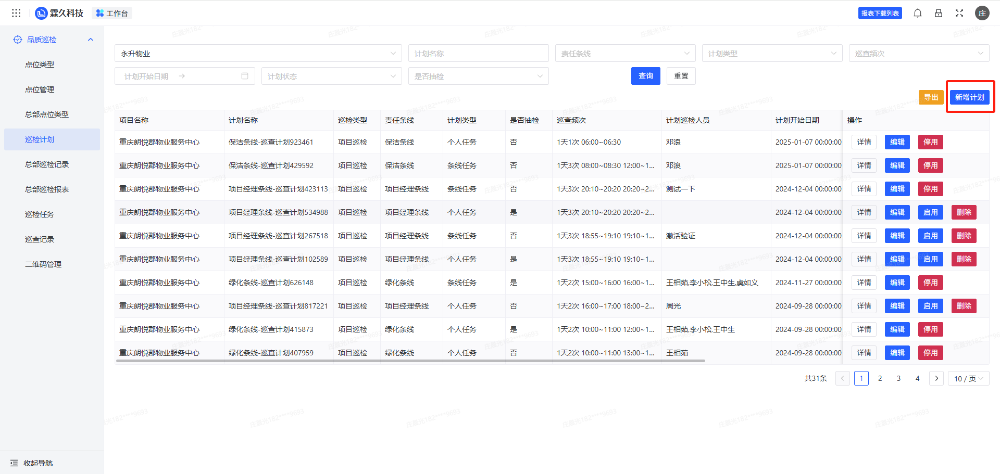 霖久科技 工作台 报表下载列表 庄
品质巡检
点位类型
点位管理
总部点位类型
巡检计划
总部巡检记录
总部巡检报表
巡检任务
巡查记录
二维码管理
收起导航
永升物业 计划名称 责任条线 计划类型 巡查频次
计划开始日期 计划状态 是否抽检 查询 重置
导出 新增计划
项目名称 计划名称 巡检类型 责任条线 计划类型 是否抽检 巡查频次 计划巡检人员 计划开始日期 操作
重庆朗悦郡物业服务中心 保洁条线-巡查计划923461 项目巡检 保洁条线 个人任务 否 1天1次 06:00~06:30 邓浪 2025-01-07 00:00:00 详情 编辑 停用
重庆朗悦郡物业服务中心 保洁条线-巡查计划429592 项目巡检 保洁条线 条线任务 否 1天3次 08:00~08:30 12:00~1... 邓浪 2025-01-07 00:00:00 详情 编辑 停用
重庆朗悦郡物业服务中心 项目经理条线-巡查计划423113 项目巡检 项目经理条线 条线任务 否 1天3次 20:10~20:20 20:20~2... 测试一下 2024-12-04 00:00:00 详情 编辑 停用
重庆朗悦郡物业服务中心 项目经理条线-巡查计划534988 项目巡检 项目经理条线 个人任务 是 1天3次 20:10~20:20 20:20~2... 2024-12-04 00:00:00 详情 编辑 启用 删除
重庆朗悦郡物业服务中心 项目经理条线-巡查计划267518 项目巡检 项目经理条线 条线任务 否 1天3次 18:55~19:10 19:10~1... 激活验证 2024-12-04 00:00:00 详情 编辑 启用 删除
重庆朗悦郡物业服务中心 项目经理条线-巡查计划102589 项目巡检 项目经理条线 个人任务 是 1天3次 18:55~19:10 19:10~1... 2024-12-04 00:00:00 详情 编辑 启用 删除
重庆朗悦郡物业服务中心 绿化条线-巡查计划626148 项目巡检 绿化条线 条线任务 是 1天2次 15:00~16:00 16:00~1... 王相茹,李小松,王中生,虞如义 2024-11-27 00:00:00 详情 编辑 停用
重庆朗悦郡物业服务中心 项目经理条线-巡查计划817221 项目巡检 项目经理条线 个人任务 否 1天2次 16:00~17:00 18:00~2... 周光 2024-09-28 00:00:00 详情 编辑 启用 删除
重庆朗悦郡物业服务中心 绿化条线-巡查计划415873 项目巡检 绿化条线 个人任务 是 1天2次 10:00~11:00 12:00~1... 王相茹,李小松,王中生 2024-09-28 00:00:00 详情 编辑 停用
重庆朗悦郡物业服务中心 绿化条线-巡查计划407959 项目巡检 绿化条线 个人任务 否 1天2次 10:00~11:00 13:00~1... 王相茹 2024-09-28 00:00:00 详情 编辑 停用
共31条 1 2 3 4 10 / 页
庄晨光182****9693